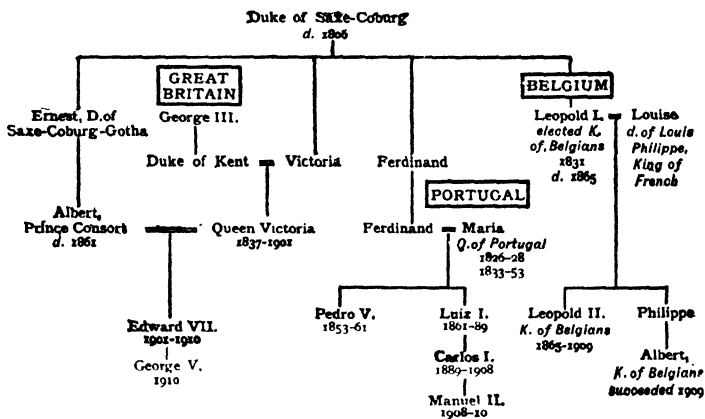 Duke of Saxe-Coburg
d. 1806
GREAT
BRITAIN
BELGIUM
Ernest, D. of
Saxe-Coburg-Gotha
George III.
Leopold I.
elected K.
of Belgians
1831
d. 1865
Louise
d. of Louis
Philippe,
King of
French
Duke of Kent
Victoria
Ferdinand
PORTUGAL
Albert,
Prince Consort
d. 1861
Queen Victoria
1837-1901
Ferdinand
Maria
Q. of Portugal
1826-28
1833-53
Edward VII.
1901-1910
George V.
1910
Pedro V.
1853-61
Luiz I.
1861-89
Carlos I.
1889-1908
Manuel II.
1908-10
Leopold II.
K. of Belgians
1865-1909
Philippe
Albert,
K. of Belgians
succeeded 1909